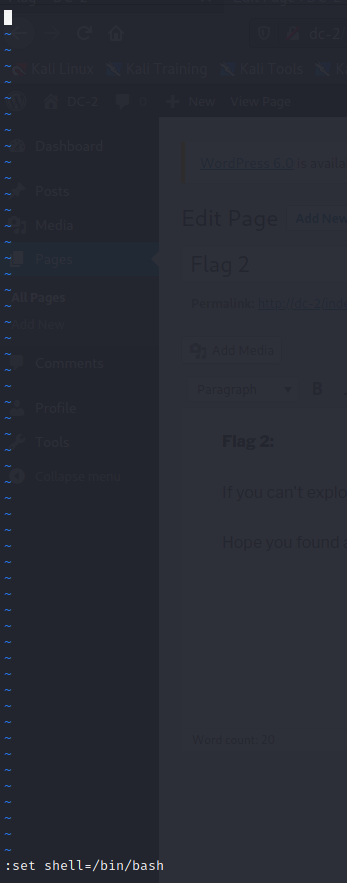 dc-2/
Kali Linux Kali Training Kali Tools
DC-2 0 New View Page
Dashboard
WordPress 6.0 is availa
Posts
Edit Page Add New
Media
Pages
Flag 2
All Pages
Permalink: http://dc-2/inde
Add New
Add Media
Comments
Paragraph B
Profile
Flag 2:
Tools
Collapse menu
If you can't explo
Hope you found a
Word count: 20
:set shell=/bin/bash